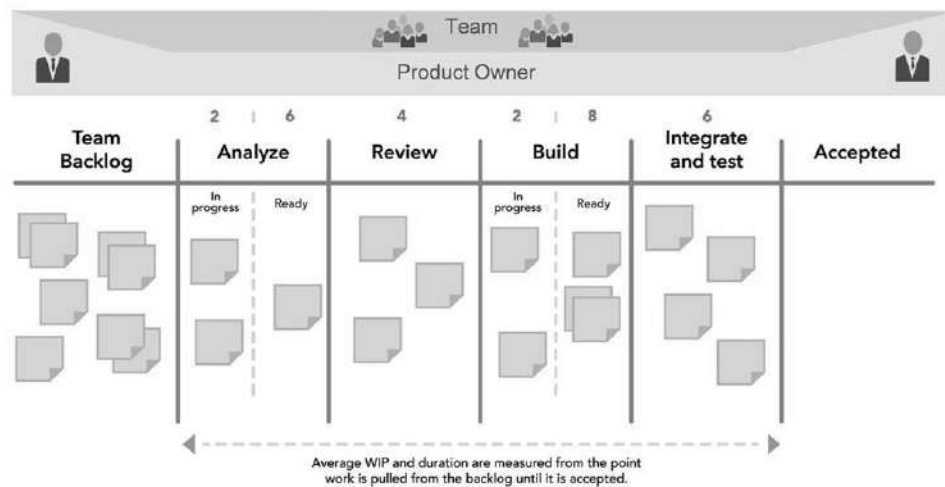 Team
Product Owner
2 6 4 2 8 6
Team
Backlog
Analyze
Review
Build
Integrate
and test
Accepted
In
progress
Ready
In
progress
Ready
Average WIP and duration are measured from the point
work is pulled from the backlog until it is accepted.